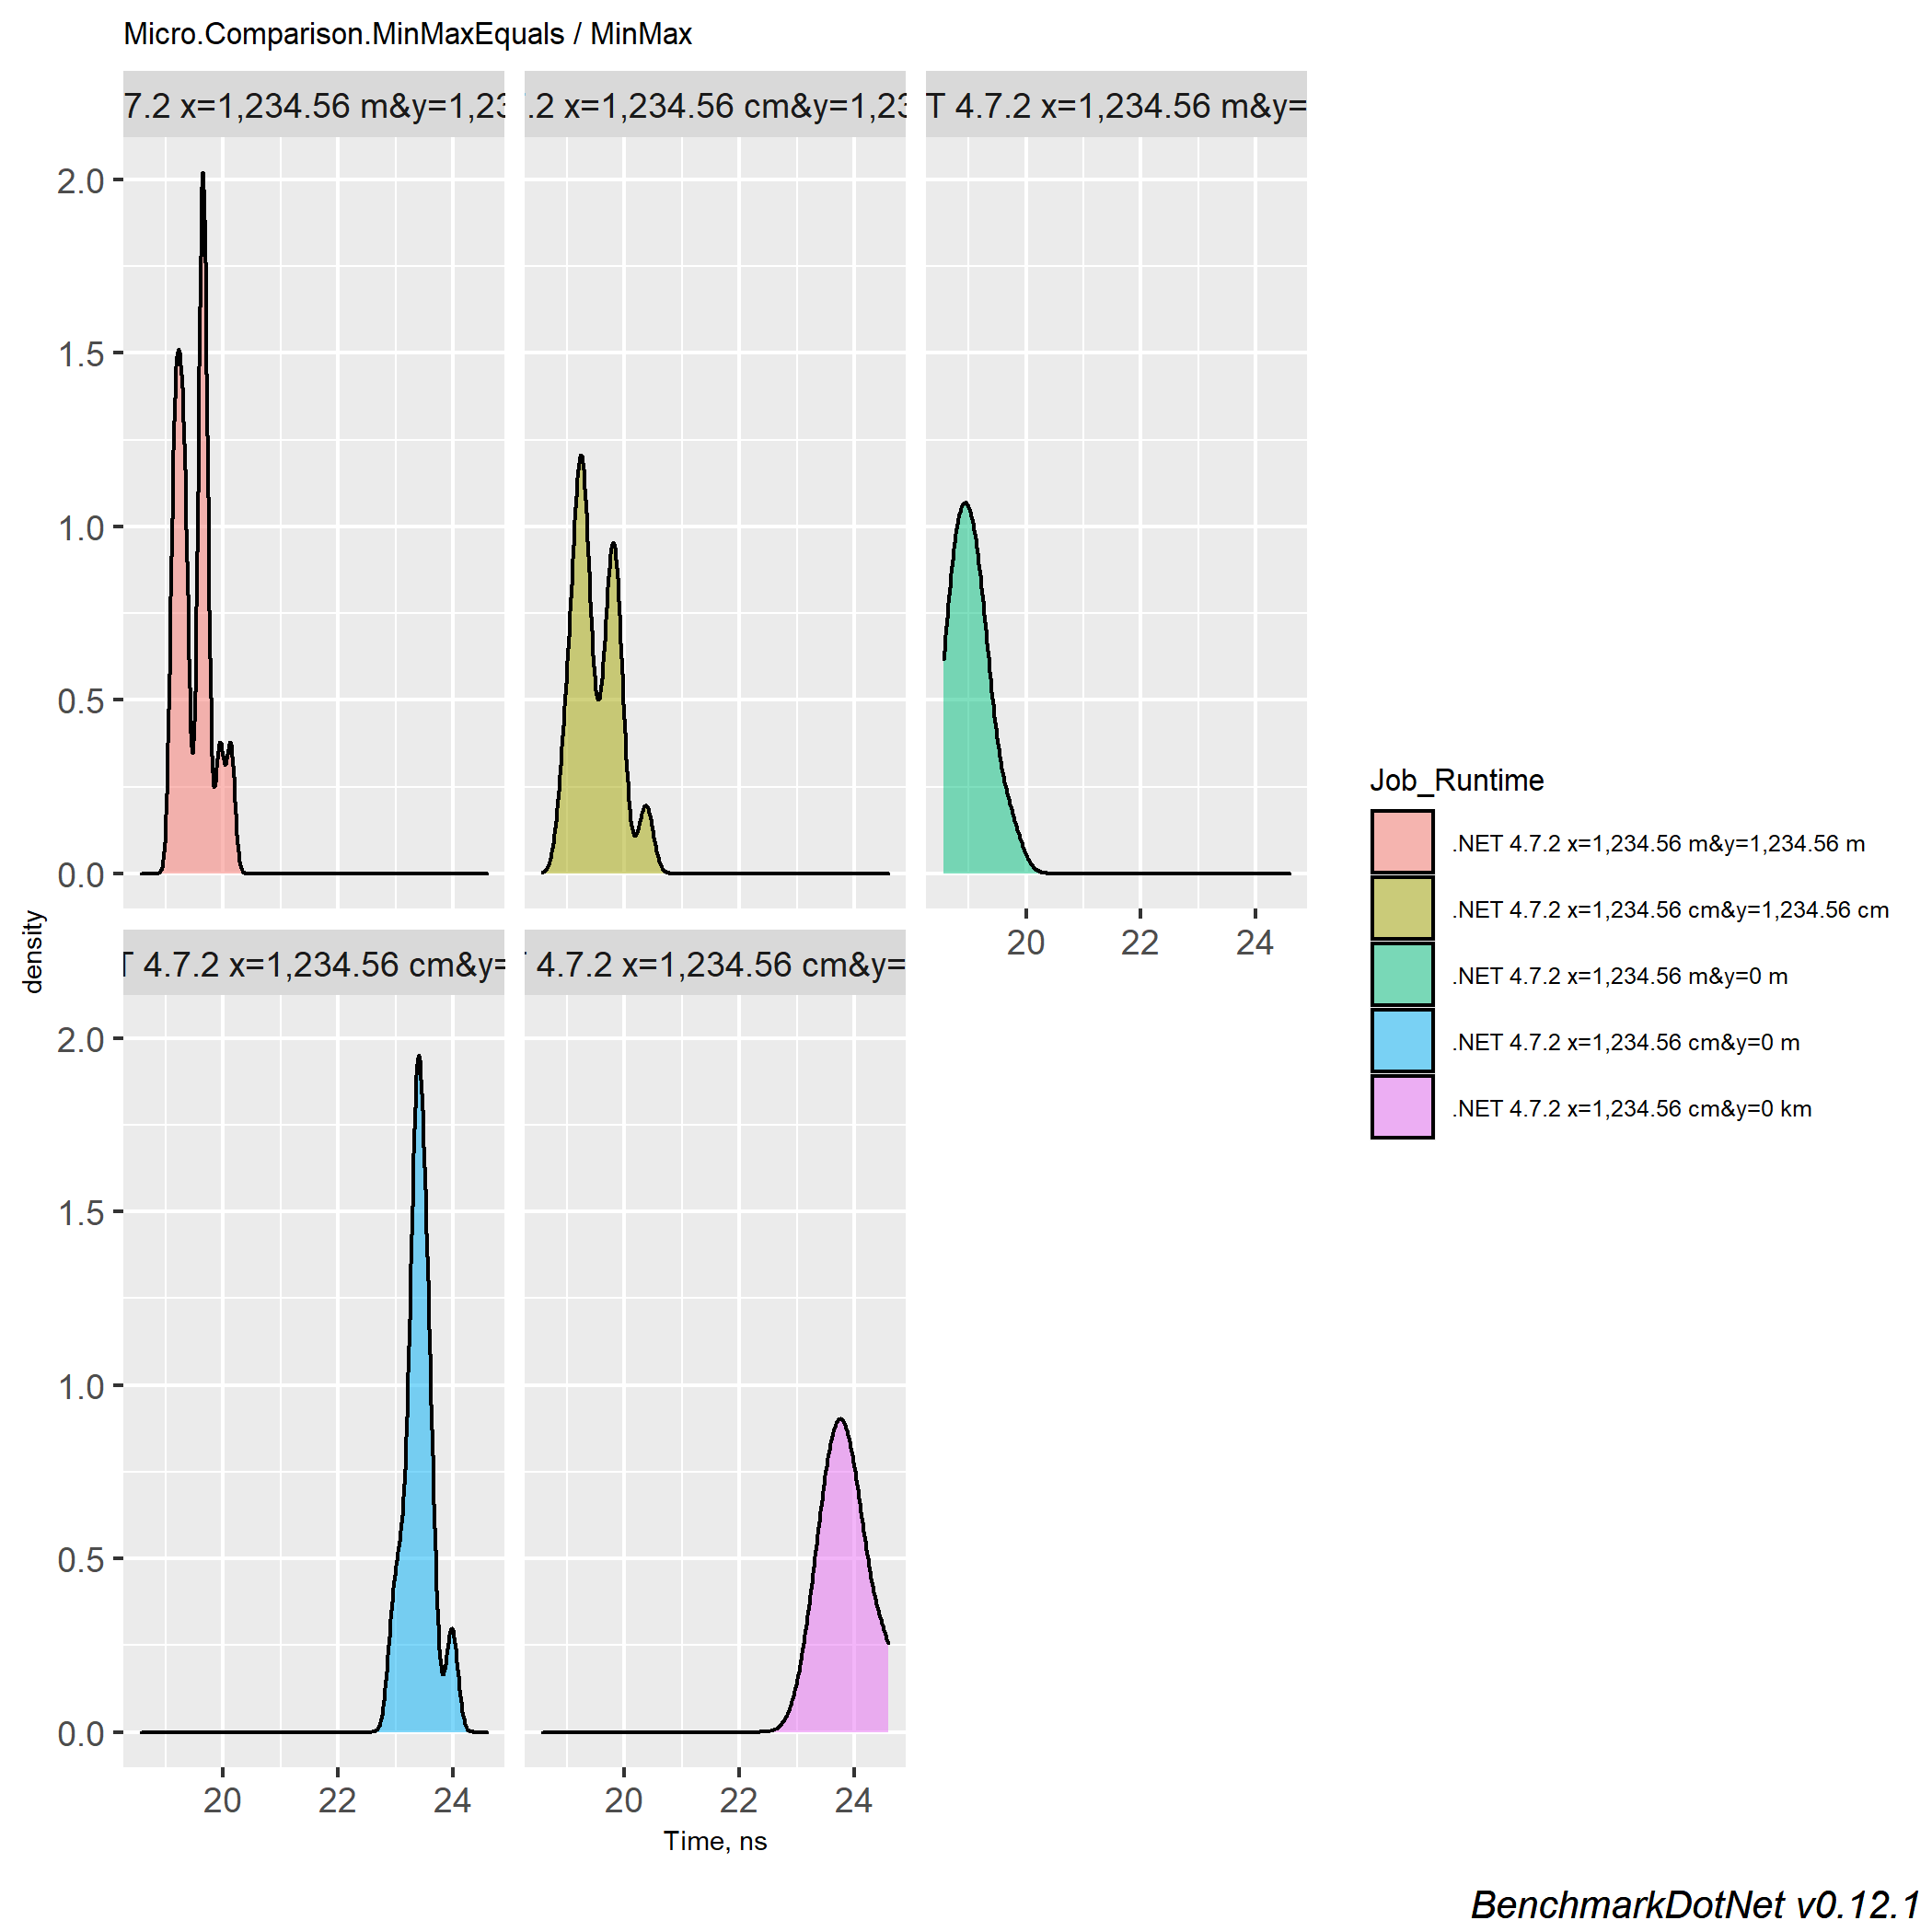 Micro.Comparison.MinMaxEquals / MinMax
7.2 x=1,234.56 m&y=1,23
.2 x=1,234.56 cm&y=1,23
T 4.7.2 x=1,234.56 m&y=
2.0
1.5
1.0
0.5
0.0
20 22 24
T 4.7.2 x=1,234.56 cm&y=
4.7.2 x=1,234.56 cm&y=
2.0
1.5
1.0
0.5
0.0
20 22 24
20 22 24
density
Time, ns
Job_Runtime
.NET 4.7.2 x=1,234.56 m&y=1,234.56 m
.NET 4.7.2 x=1,234.56 cm&y=1,234.56 cm
.NET 4.7.2 x=1,234.56 m&y=0 m
.NET 4.7.2 x=1,234.56 cm&y=0 m
.NET 4.7.2 x=1,234.56 cm&y=0 km
BenchmarkDotNet v0.12.1